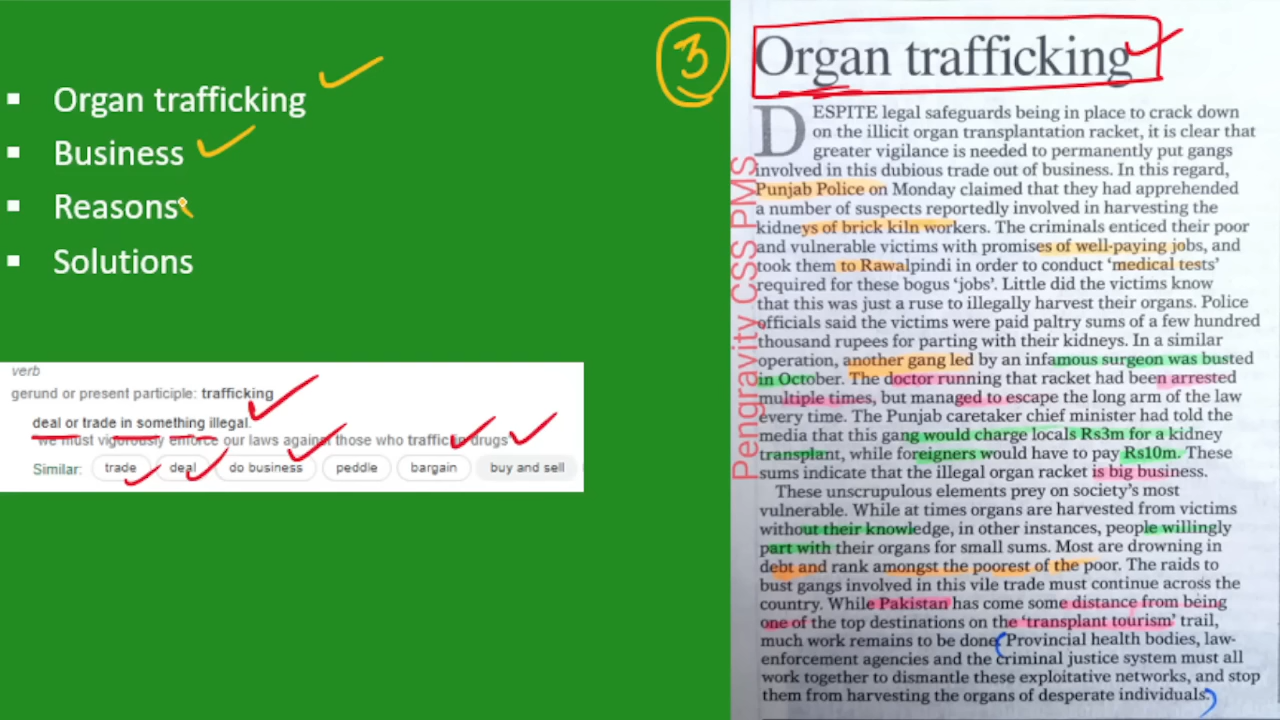 ▪ Organ trafficking
▪ Business
▪ Reasons
▪ Solutions
verb
gerund or present participle: trafficking
deal or trade in something illegal.
"we must vigorously enforce our laws against those who traffic in drugs"
Similar: trade deal do business peddle bargain buy and sell
3
Organ trafficking
DESPITE legal safeguards being in place to crack down
on the illicit organ transplantation racket, it is clear that
greater vigilance is needed to permanently put gangs
involved in this dubious trade out of business. In this regard,
Punjab Police on Monday claimed that they had apprehended
a number of suspects reportedly involved in harvesting the
kidneys of brick kiln workers. The criminals enticed their poor
and vulnerable victims with promises of well-paying jobs, and
took them to Rawalpindi in order to conduct ‘medical tests’
required for these bogus ‘jobs’. Little did the victims know
that this was just a ruse to illegally harvest their organs. Police
officials said the victims were paid paltry sums of a few hundred
thousand rupees for parting with their kidneys. In a similar
operation, another gang led by an infamous surgeon was busted
in October. The doctor running that racket had been arrested
multiple times, but managed to escape the long arm of the law
every time. The Punjab caretaker chief minister had told the
media that this gang would charge locals Rs3m for a kidney
transplant, while foreigners would have to pay Rs10m. These
sums indicate that the illegal organ racket is big business.
These unscrupulous elements prey on society’s most
vulnerable. While at times organs are harvested from victims
without their knowledge, in other instances, people willingly
part with their organs for small sums. Most are drowning in
debt and rank amongst the poorest of the poor. The raids to
bust gangs involved in this vile trade must continue across the
country. While Pakistan has come some distance from being
one of the top destinations on the ‘transplant tourism’ trail,
much work remains to be done. Provincial health bodies, law-
enforcement agencies and the criminal justice system must all
work together to dismantle these exploitative networks, and stop
them from harvesting the organs of desperate individuals.
Pengravity CSS PMS